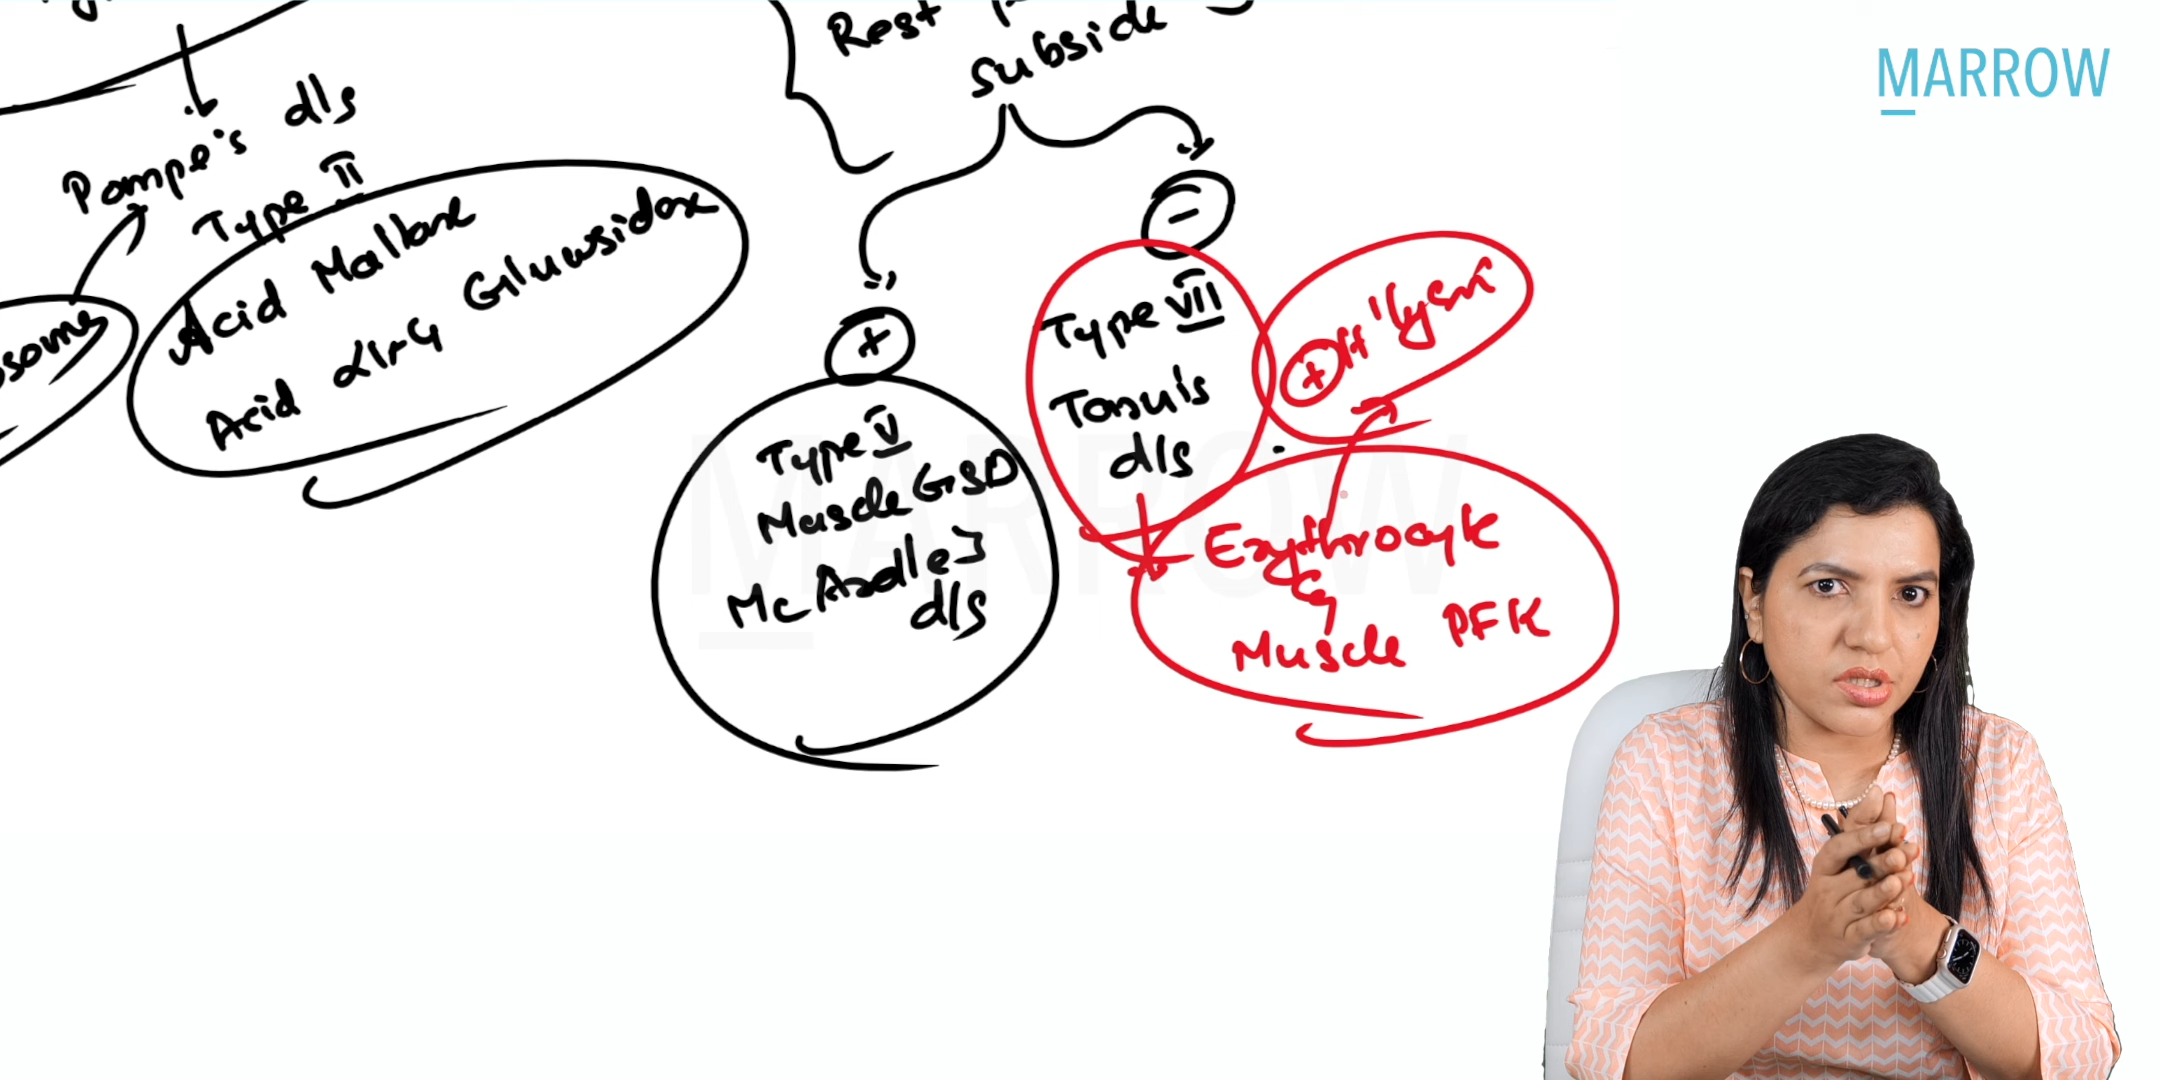 Rest
subside
MARROW
Pompe's d/s
Type II
Acid Maltase
Acid α1→4 Glucosidase
+
Type V
Muscle GSD
McArdle's
d/s
−
Type VII
Tarui's
d/s
+ H'lysis
Erythrocyte
&
Muscle PFK
MARROW